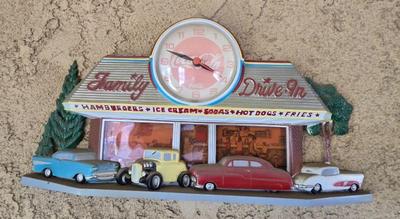 Coca-Cola
Family Drive-In
HAMBURGERS ★ ICE CREAM ★ SODAS ★ HOT DOGS ★ FRIES